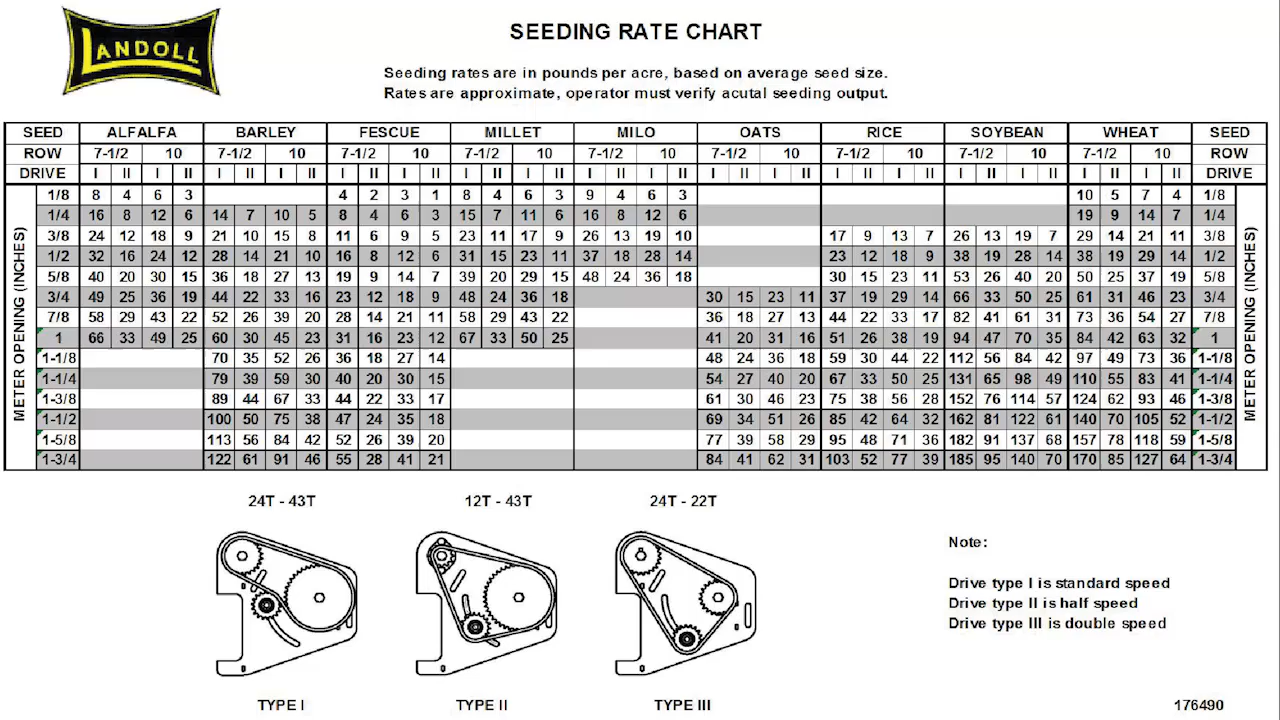 LANDOLL
SEEDING RATE CHART
Seeding rates are in pounds per acre, based on average seed size.
Rates are approximate, operator must verify acutal seeding output.
SEED ALFALFA BARLEY FESCUE MILLET MILO OATS RICE SOYBEAN WHEAT SEED
ROW 7-1/2 10 7-1/2 10 7-1/2 10 7-1/2 10 7-1/2 10 7-1/2 10 7-1/2 10 7-1/2 10 7-1/2 10 ROW
DRIVE I II I II I II I II I II I II I II I II I II I II I II I II I II I II I II I II I II I II DRIVE
METER OPENING (INCHES)
1/8 8 4 6 3 4 2 3 1 8 4 6 3 9 4 6 3 10 5 7 4 1/8
1/4 16 8 12 6 14 7 10 5 8 4 6 3 15 7 11 6 16 8 12 6 19 9 14 7 1/4
3/8 24 12 18 9 21 10 15 8 11 6 9 5 23 11 17 9 26 13 19 10 17 9 13 7 26 13 19 7 29 14 21 11 3/8
1/2 32 16 24 12 28 14 21 10 16 8 12 6 31 15 23 11 37 18 28 14 23 12 18 9 38 19 28 14 38 19 29 14 1/2
5/8 40 20 30 15 36 18 27 13 19 9 14 7 39 20 29 15 48 24 36 18 30 15 23 11 53 26 40 20 50 25 37 19 5/8
3/4 49 25 36 19 44 22 33 16 23 12 18 9 48 24 36 18 30 15 23 11 37 19 29 14 66 33 50 25 61 31 46 23 3/4
7/8 58 29 43 22 52 26 39 20 28 14 21 11 58 29 43 22 36 18 27 13 44 22 33 17 82 41 61 31 73 36 54 27 7/8
1 66 33 49 25 60 30 45 23 31 16 23 12 67 33 50 25 41 20 31 16 51 26 38 19 94 47 70 35 84 42 63 32 1
1-1/8 70 35 52 26 36 18 27 14 48 24 36 18 59 30 44 22 112 56 84 42 97 49 73 36 1-1/8
1-1/4 79 39 59 30 40 20 30 15 54 27 40 20 67 33 50 25 131 65 98 49 110 55 83 41 1-1/4
1-3/8 89 44 67 33 44 22 33 17 61 30 46 23 75 38 56 28 152 76 114 57 124 62 93 46 1-3/8
1-1/2 100 50 75 38 47 24 35 18 69 34 51 26 85 42 64 32 162 81 122 61 140 70 105 52 1-1/2
1-5/8 113 56 84 42 52 26 39 20 77 39 58 29 95 48 71 36 182 91 137 68 157 78 118 59 1-5/8
1-3/4 122 61 91 46 55 28 41 21 84 41 62 31 103 52 77 39 185 95 140 70 170 85 127 64 1-3/4
METER OPENING (INCHES)
24T - 43T 12T - 43T 24T - 22T
Note:
Drive type I is standard speed
Drive type II is half speed
Drive type III is double speed
TYPE I TYPE II TYPE III
176490